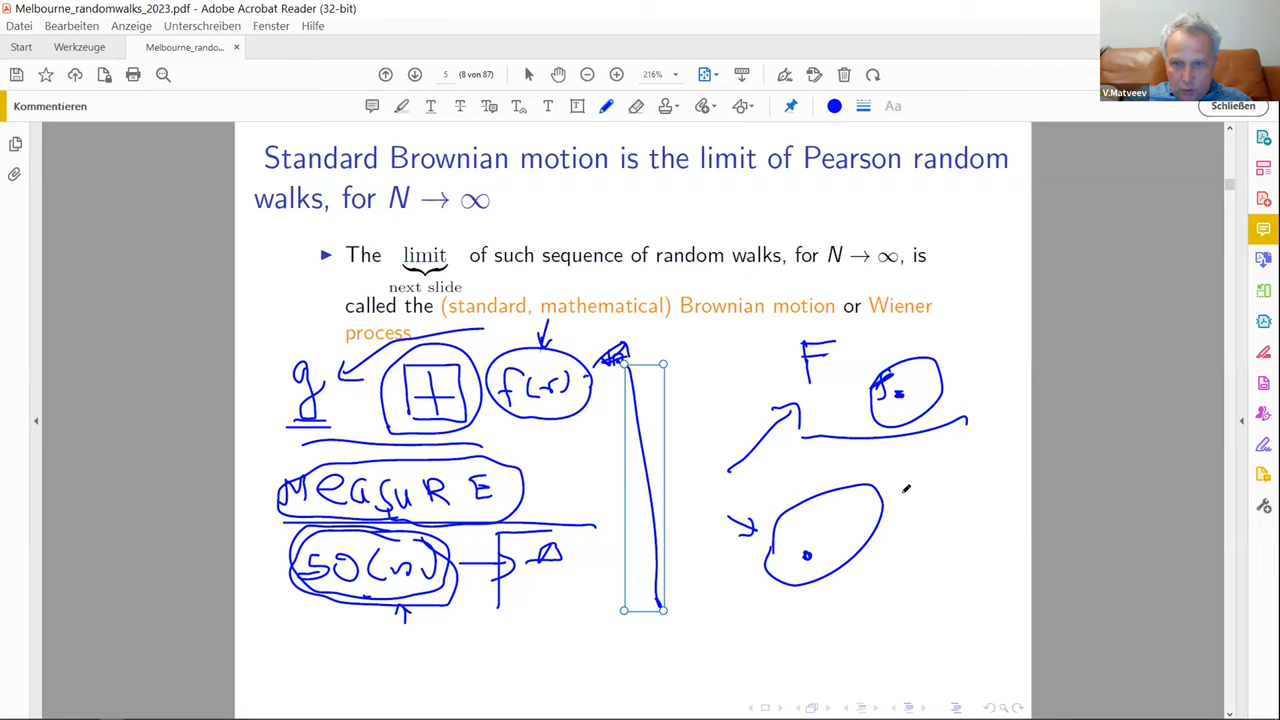 Melbourne_randomwalks_2023.pdf - Adobe Acrobat Reader (32-bit)
Datei Bearbeiten Anzeige Unterschreiben Fenster Hilfe
Start Werkzeuge Melbourne_rando... ×
5 (8 von 87) 216%
Kommentieren
Aa
Schließen
V.Matveev
Standard Brownian motion is the limit of Pearson random
walks, for N → ∞
▶ The limit of such sequence of random walks, for N → ∞, is
next slide
called the (standard, mathematical) Brownian motion or Wiener
process
g f(r) F
MEASURE
SO(n) Δ